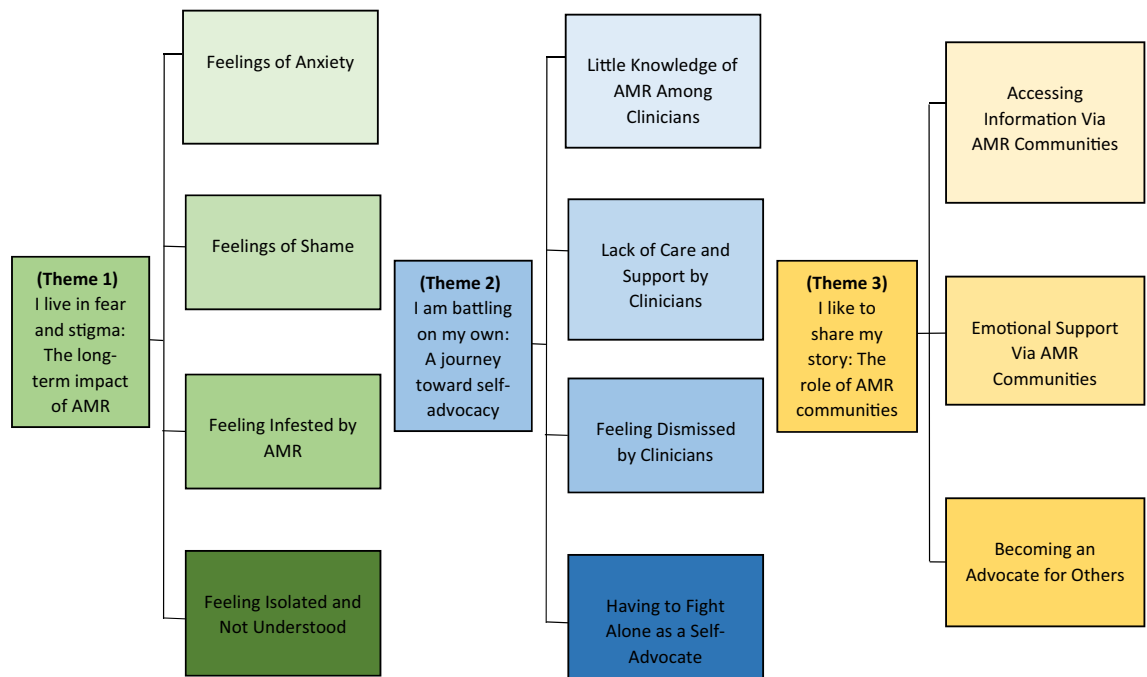 (Theme 1)
I live in fear
and stigma:
The long-
term impact
of AMR
Feelings of Anxiety
Feelings of Shame
Feeling Infested by
AMR
Feeling Isolated and
Not Understood
(Theme 2)
I am battling
on my own:
A journey
toward self-
advocacy
Little Knowledge of
AMR Among
Clinicians
Lack of Care and
Support by
Clinicians
Feeling Dismissed
by Clinicians
Having to Fight
Alone as a Self-
Advocate
(Theme 3)
I like to
share my
story: The
role of AMR
communities
Accessing
Information Via
AMR Communities
Emotional Support
Via AMR
Communities
Becoming an
Advocate for Others